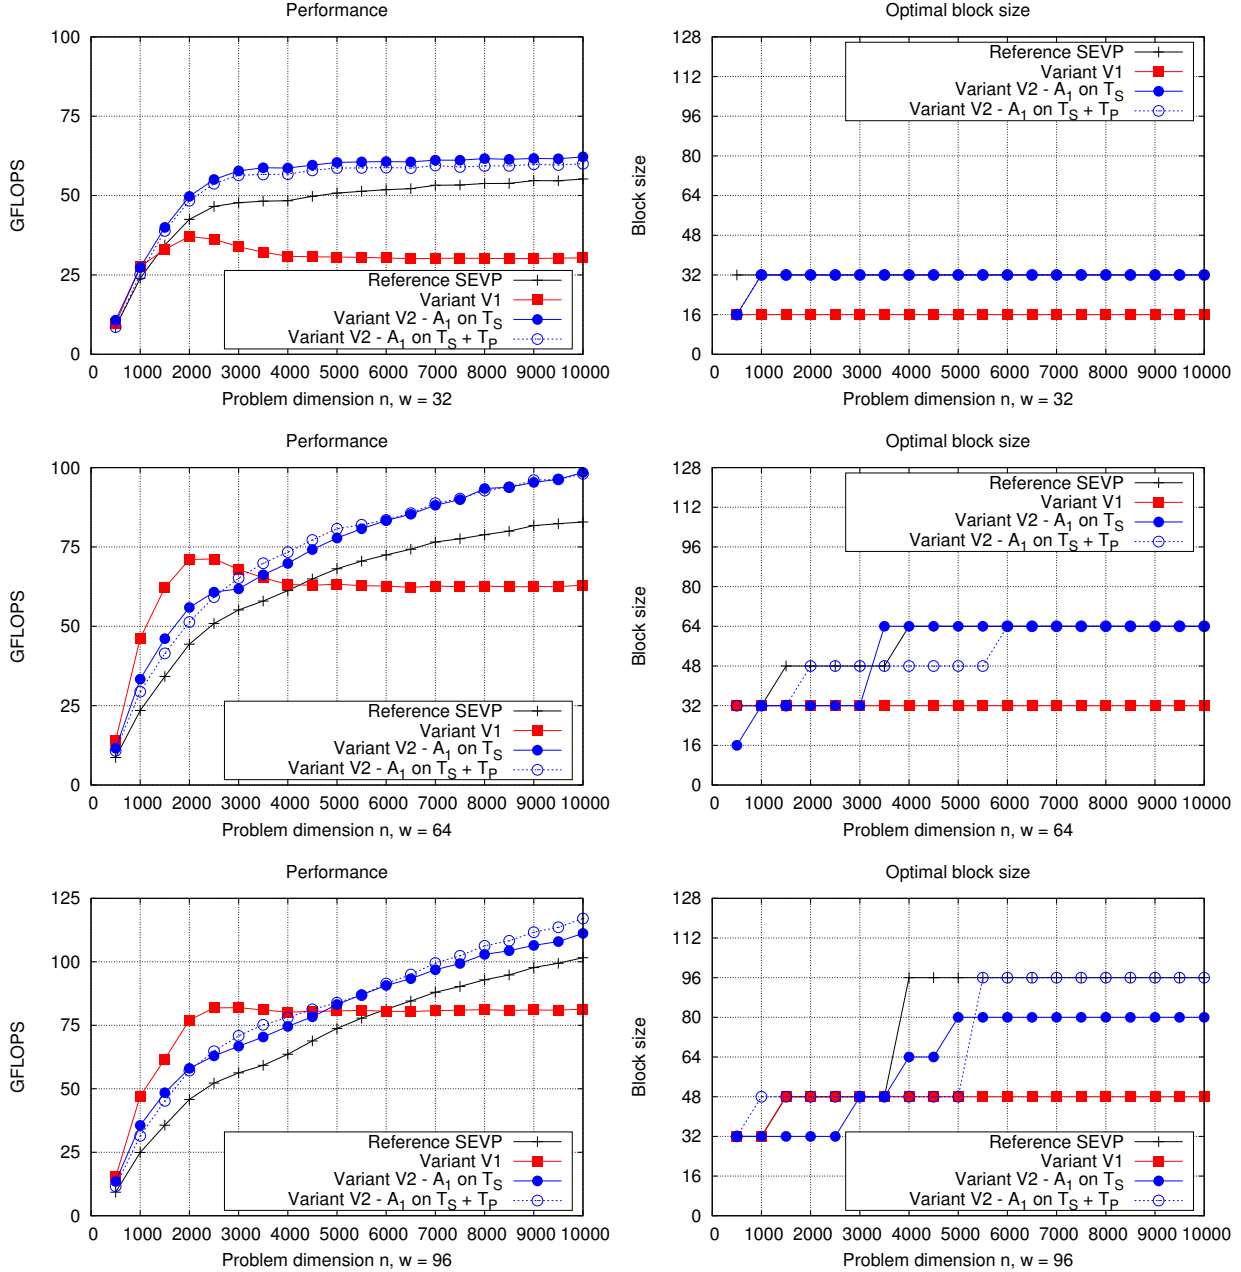 Performance
100
75
50
25
0
GFLOPS
Reference SEVP
Variant V1
Variant V2 - A1 on TS
Variant V2 - A1 on TS + TP
0 1000 2000 3000 4000 5000 6000 7000 8000 9000 10000
Problem dimension n, w = 32
Optimal block size
128
112
96
80
64
48
32
16
0
Block size
Reference SEVP
Variant V1
Variant V2 - A1 on TS
Variant V2 - A1 on TS + TP
0 1000 2000 3000 4000 5000 6000 7000 8000 9000 10000
Problem dimension n, w = 32
Performance
100
75
50
25
0
GFLOPS
Reference SEVP
Variant V1
Variant V2 - A1 on TS
Variant V2 - A1 on TS + TP
0 1000 2000 3000 4000 5000 6000 7000 8000 9000 10000
Problem dimension n, w = 64
Optimal block size
128
112
96
80
64
48
32
16
0
Block size
Reference SEVP
Variant V1
Variant V2 - A1 on TS
Variant V2 - A1 on TS + TP
0 1000 2000 3000 4000 5000 6000 7000 8000 9000 10000
Problem dimension n, w = 64
Performance
125
100
75
50
25
0
GFLOPS
Reference SEVP
Variant V1
Variant V2 - A1 on TS
Variant V2 - A1 on TS + TP
0 1000 2000 3000 4000 5000 6000 7000 8000 9000 10000
Problem dimension n, w = 96
Optimal block size
128
112
96
80
64
48
32
16
0
Block size
Reference SEVP
Variant V1
Variant V2 - A1 on TS
Variant V2 - A1 on TS + TP
0 1000 2000 3000 4000 5000 6000 7000 8000 9000 10000
Problem dimension n, w = 96